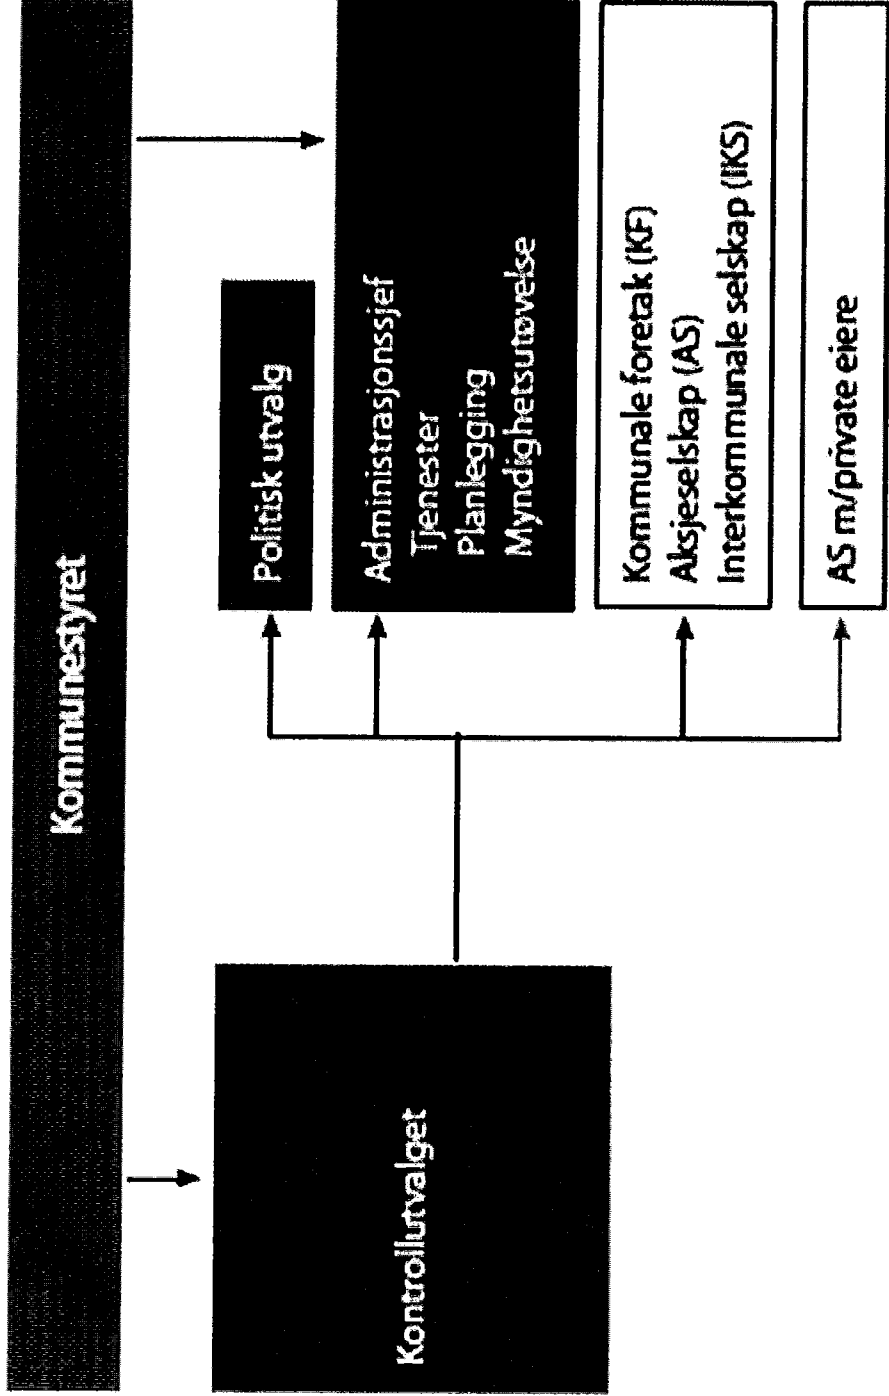 Kommunestyret
Kontrollutvalget
Politisk utvalg
Administrasjonssjef
Tjenester
Planlegging
Myndighetsutøvelse
Kommunale foretak (KF)
Aksjeselskap (AS)
Interkommunale selskap (IKS)
AS m/private eiere